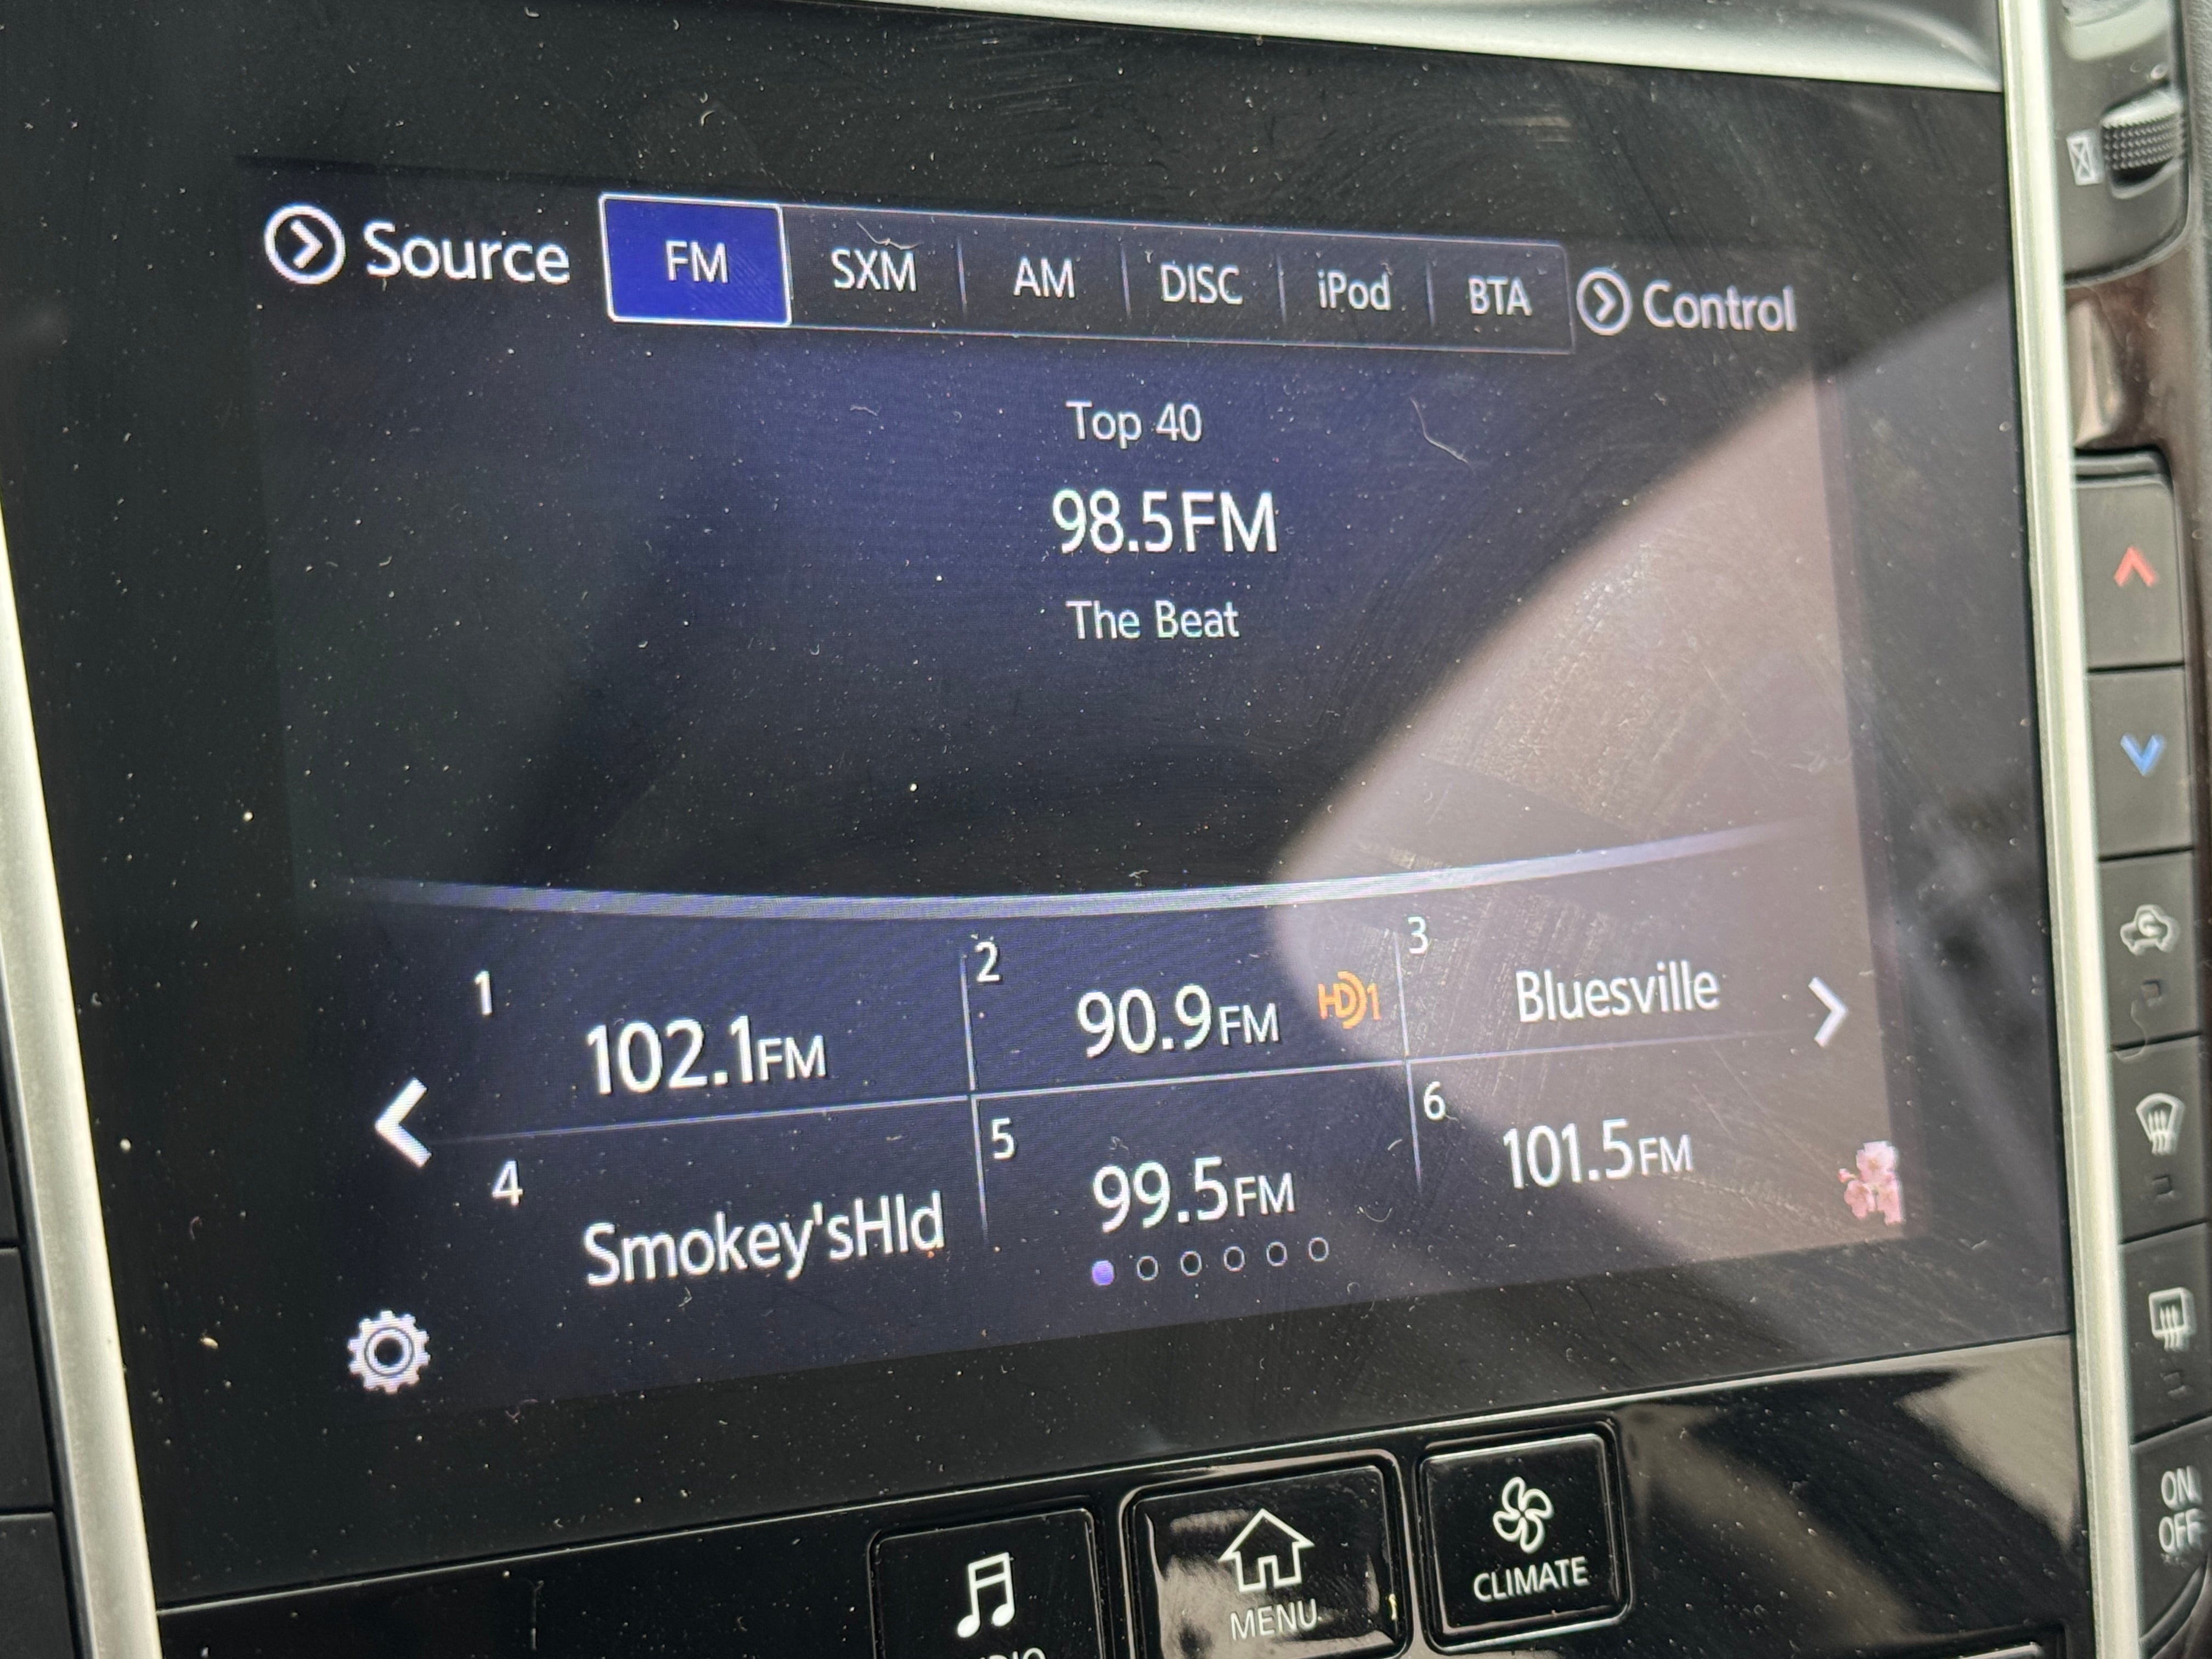 Source FM SXM AM DISC iPod BTA Control
Top 40
98.5FM
The Beat
1 102.1FM
2 90.9FM HD1
3 Bluesville
4 Smokey'sHld
5 99.5FM
6 101.5FM
MENU
CLIMATE
ON
OFF